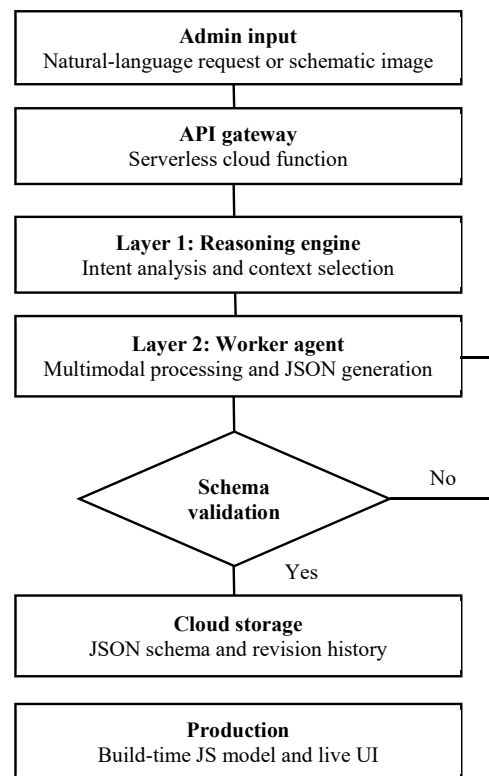 Admin input
Natural-language request or schematic image
API gateway
Serverless cloud function
Layer 1: Reasoning engine
Intent analysis and context selection
Layer 2: Worker agent
Multimodal processing and JSON generation
Schema
validation
No
Yes
Cloud storage
JSON schema and revision history
Production
Build-time JS model and live UI